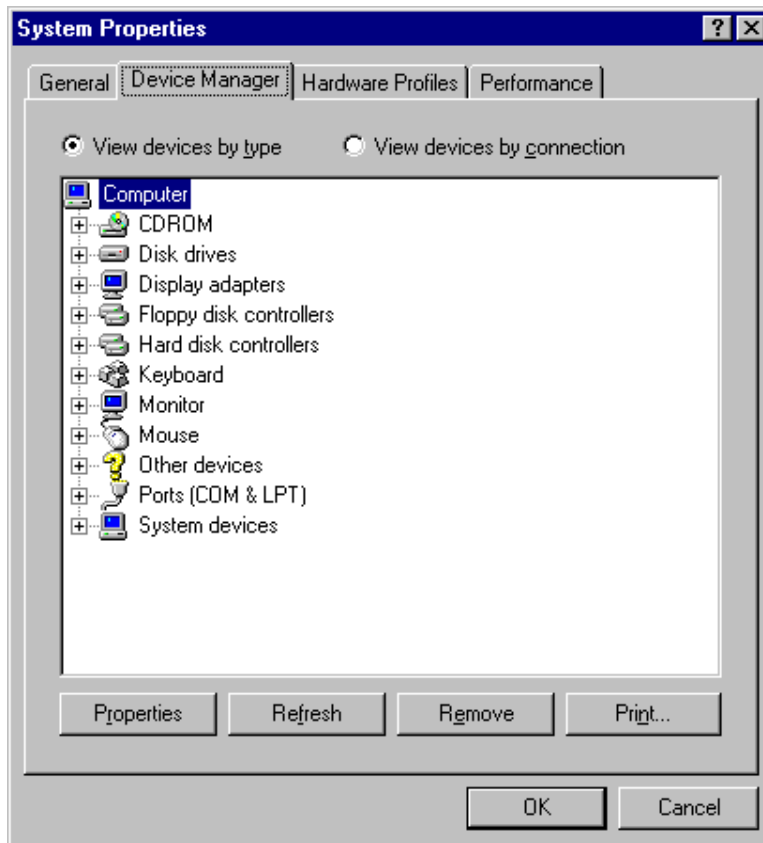 System Properties
General Device Manager Hardware Profiles Performance
View devices by type View devices by connection
Computer
CDROM
Disk drives
Display adapters
Floppy disk controllers
Hard disk controllers
Keyboard
Monitor
Mouse
Other devices
Ports (COM & LPT)
System devices
Properties Refresh Remove Print...
OK Cancel